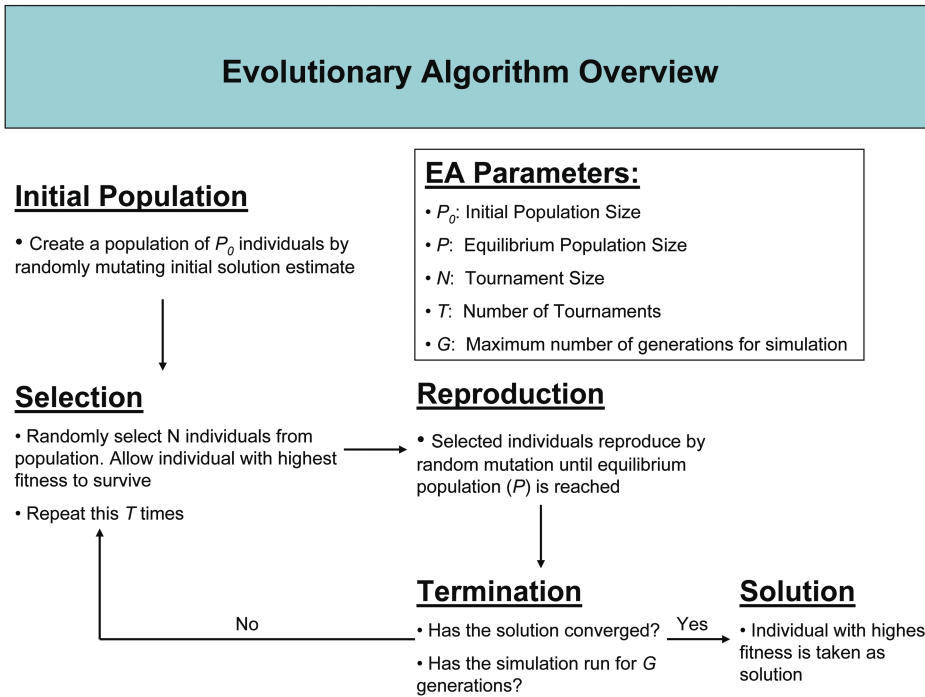 Evolutionary Algorithm Overview
Initial Population
• Create a population of P0 individuals by
randomly mutating initial solution estimate
EA Parameters:
• P0: Initial Population Size
• P: Equilibrium Population Size
• N: Tournament Size
• T: Number of Tournaments
• G: Maximum number of generations for simulation
Selection
• Randomly select N individuals from
population. Allow individual with highest
fitness to survive
• Repeat this T times
Reproduction
• Selected individuals reproduce by
random mutation until equilibrium
population (P) is reached
Termination
• Has the solution converged?
• Has the simulation run for G
generations?
No
Yes
Solution
• Individual with highes
fitness is taken as
solution